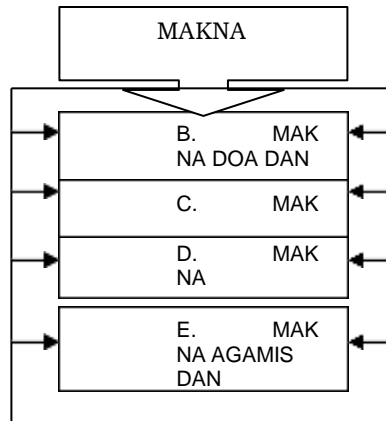 MAKNA
B. MAK
NA DOA DAN
C. MAK
D. MAK
NA
E. MAK
NA AGAMIS
DAN